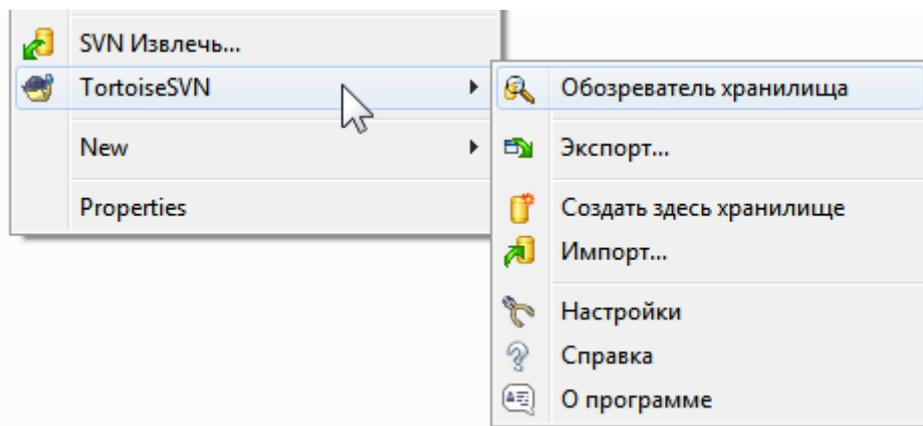 SVN Извлечь...
TortoiseSVN
New
Properties
Обозреватель хранилища
Экспорт...
Создать здесь хранилище
Импорт...
Настройки
Справка
О программе